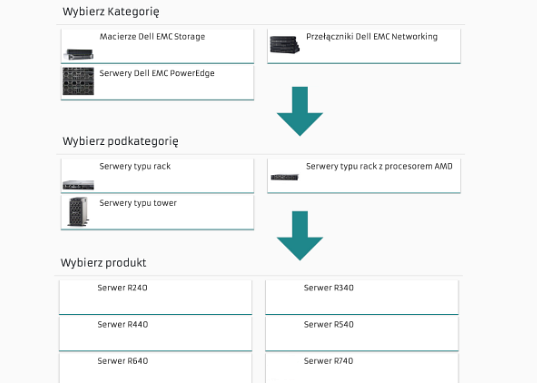 Wybierz Kategorię
Macierze Dell EMC Storage
Przełączniki Dell EMC Networking
Serwery Dell EMC PowerEdge
Wybierz podkategorię
Serwery typu rack
Serwery typu rack z procesorem AMD
Serwery typu tower
Wybierz produkt
Serwer R240
Serwer R340
Serwer R440
Serwer R540
Serwer R640
Serwer R740